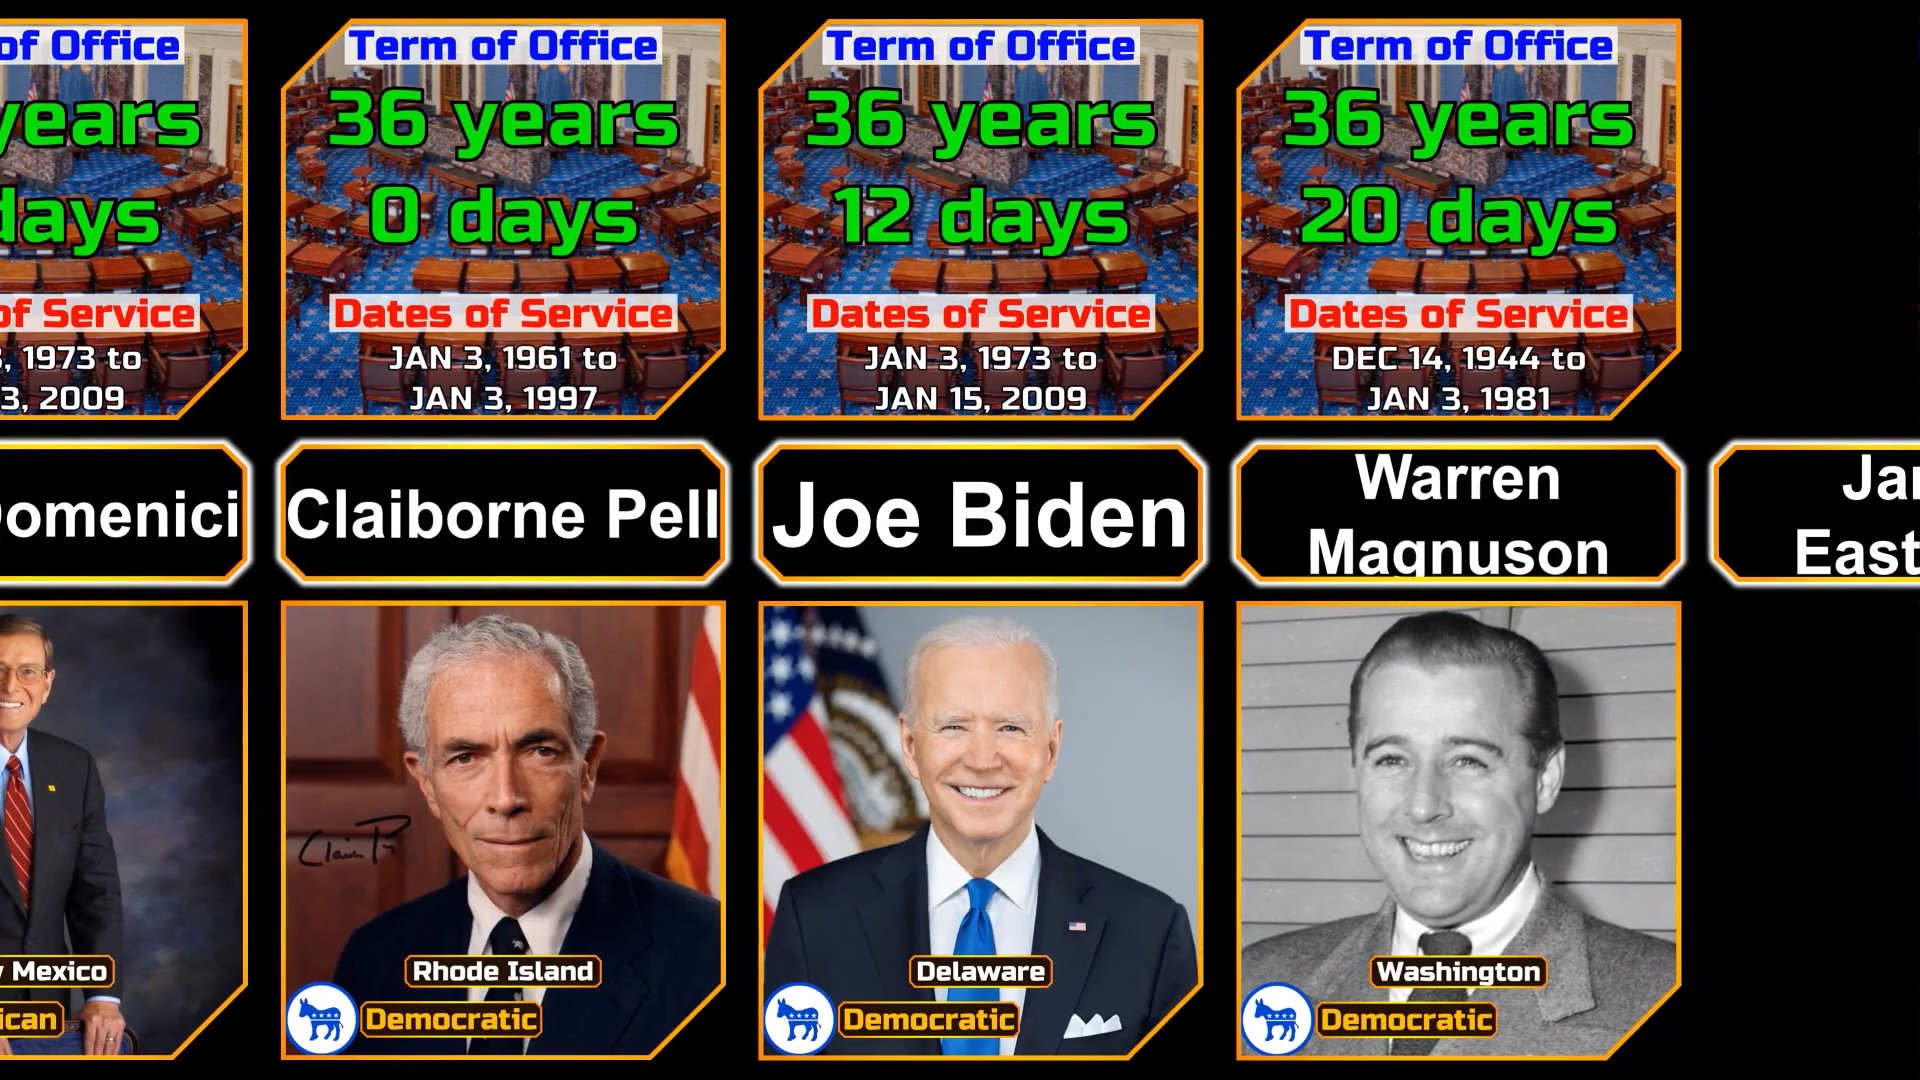 of Office
years
days
of Service
, 1973 to
3, 2009
Domenici
Mexico
ican
Term of Office
36 years
0 days
Dates of Service
JAN 3, 1961 to
JAN 3, 1997
Claiborne Pell
Rhode Island
Democratic
Term of Office
36 years
12 days
Dates of Service
JAN 3, 1973 to
JAN 15, 2009
Joe Biden
Delaware
Democratic
Term of Office
36 years
20 days
Dates of Service
DEC 14, 1944 to
JAN 3, 1981
Warren
Magnuson
Washington
Democratic
Jar
East